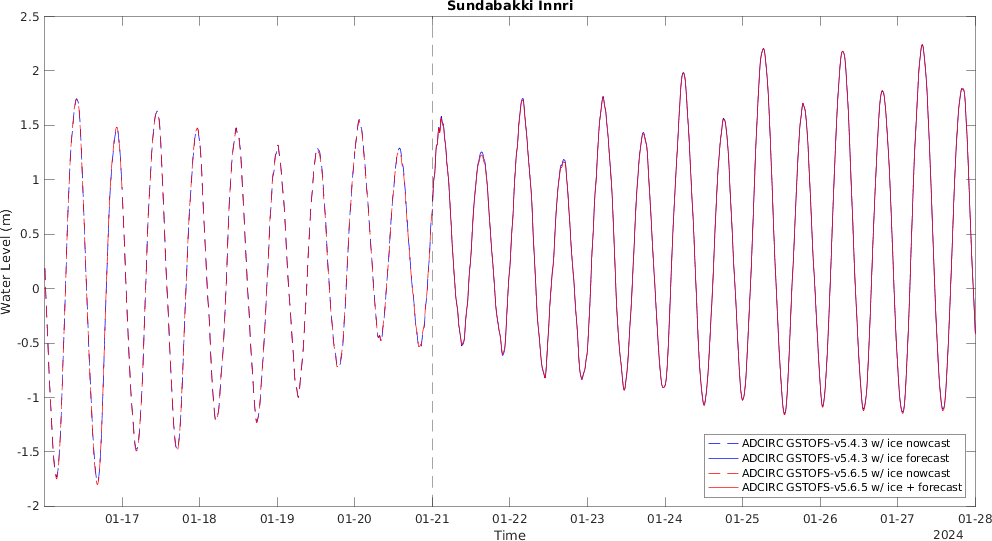 Sundabakki Innri
2.5
2
1.5
1
0.5
0
-0.5
-1
-1.5
-2
Water Level (m)
ADCIRC GSTOFS-v5.4.3 w/ ice nowcast
ADCIRC GSTOFS-v5.4.3 w/ ice forecast
ADCIRC GSTOFS-v5.6.5 w/ ice nowcast
ADCIRC GSTOFS-v5.6.5 w/ ice + forecast
01-17 01-18 01-19 01-20 01-21 01-22 01-23 01-24 01-25 01-26 01-27 01-28
Time
2024